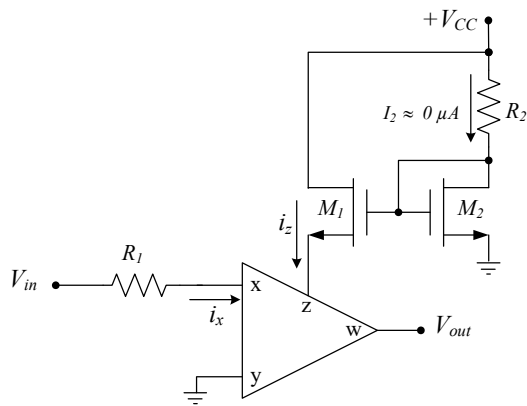 +V_CC
I_2 ≈ 0 µA
R_2
M_1
M_2
i_z
R_1
V_in
x
z
i_x
w
V_out
y